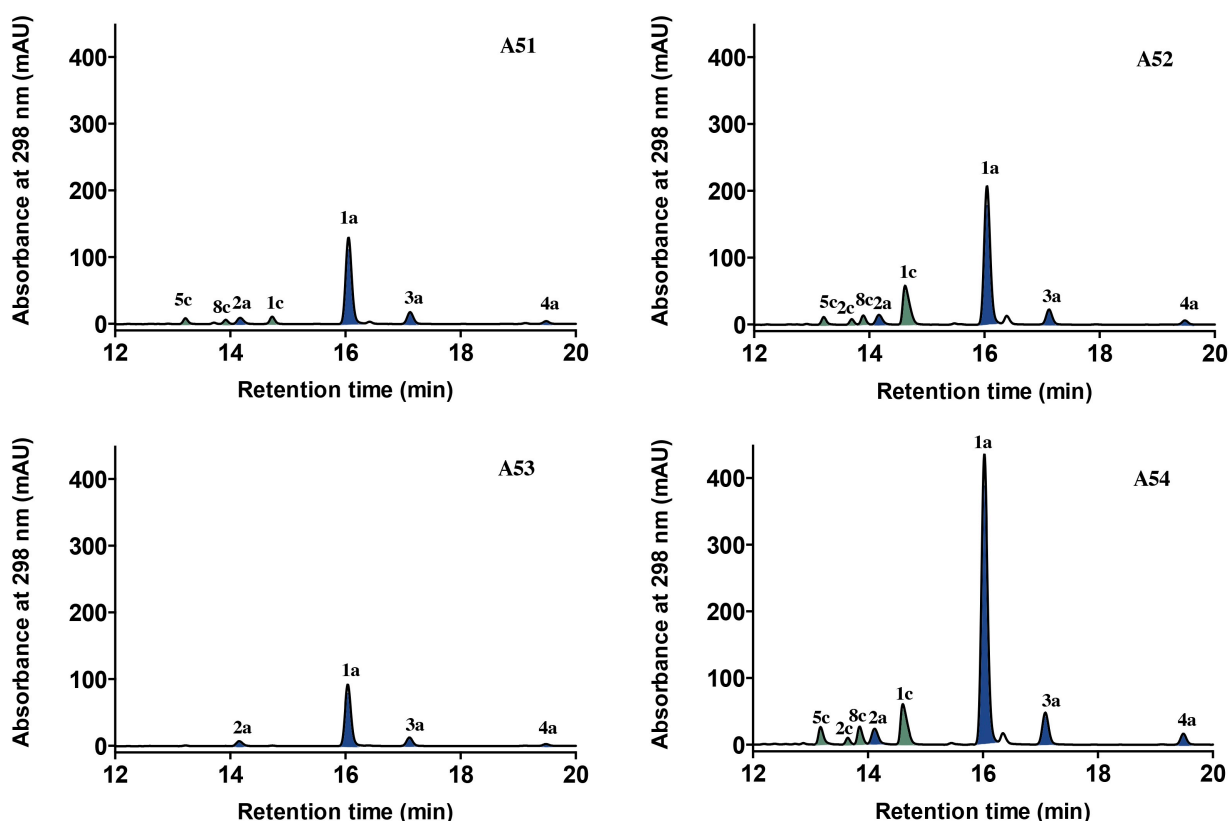 A51
Absorbance at 298 nm (mAU)
400
300
200
100
0
5c 8c 2a 1c 1a 3a 4a
12 14 16 18 20
Retention time (min)
A52
Absorbance at 298 nm (mAU)
400
300
200
100
0
5c 2c 8c 2a 1c 1a 3a 4a
12 14 16 18 20
Retention time (min)
A53
Absorbance at 298 nm (mAU)
400
300
200
100
0
2a 1a 3a 4a
12 14 16 18 20
Retention time (min)
A54
Absorbance at 298 nm (mAU)
400
300
200
100
0
5c 2c 8c 2a 1c 1a 3a 4a
12 14 16 18 20
Retention time (min)